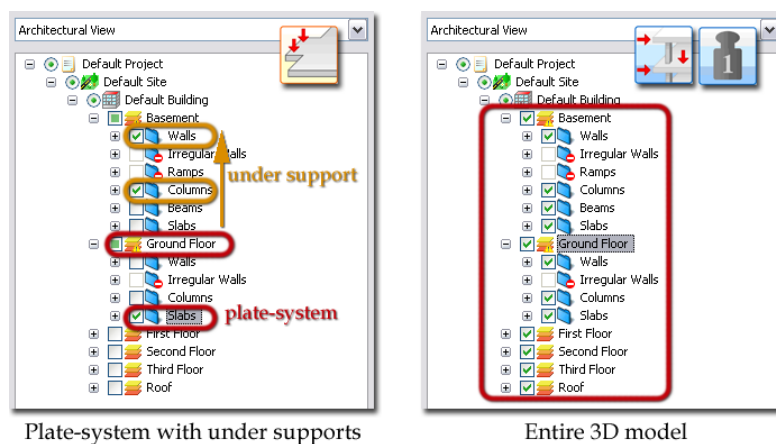 Architectural View
Default Project
Default Site
Default Building
Basement
Walls
Irregular Walls
Ramps
Columns
under support
Beams
Slabs
Ground Floor
Walls
Irregular Walls
Columns
Slabs
plate-system
First Floor
Second Floor
Third Floor
Roof
Plate-system with under supports
Architectural View
Default Project
Default Site
Default Building
Basement
Walls
Irregular Walls
Ramps
Columns
Beams
Slabs
Ground Floor
Walls
Irregular Walls
Columns
Slabs
First Floor
Second Floor
Third Floor
Roof
1
Entire 3D model